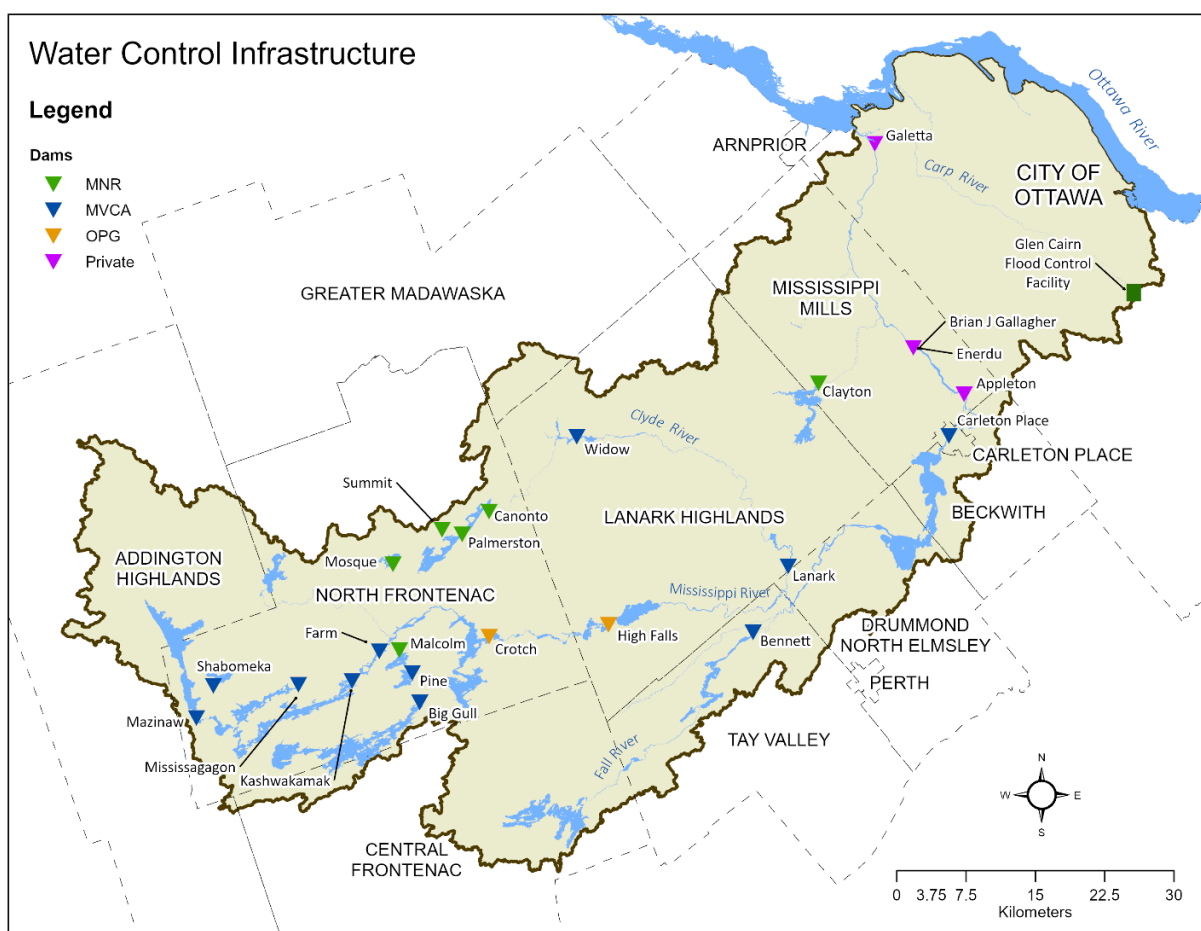 Water Control Infrastructure
Legend
Dams
MNR
MVCA
OPG
Private
Ottawa River
Galetta
ARNPRIOR
Carp River
CITY OF
OTTAWA
Glen Cairn
Flood Control
Facility
GREATER MADAWASKA
MISSISSIPPI
MILLS
Brian J Gallagher
Enerdu
Clayton
Appleton
Carleton Place
CARLETON PLACE
Clyde River
Widow
Summit
Canonto
LANARK HIGHLANDS
BECKWITH
Palmerston
ADDINGTON
HIGHLANDS
Mosque
Lanark
NORTH FRONTENAC
Mississippi River
Farm
Malcolm
Crotch
High Falls
Bennett
DRUMMOND
NORTH ELMSLEY
Shabomeka
Pine
PERTH
Mazinaw
Big Gull
TAY VALLEY
Fall River
Mississagagon
Kashwakamak
CENTRAL
FRONTENAC
N
W
E
S
0 3.75 7.5 15 22.5 30
Kilometers